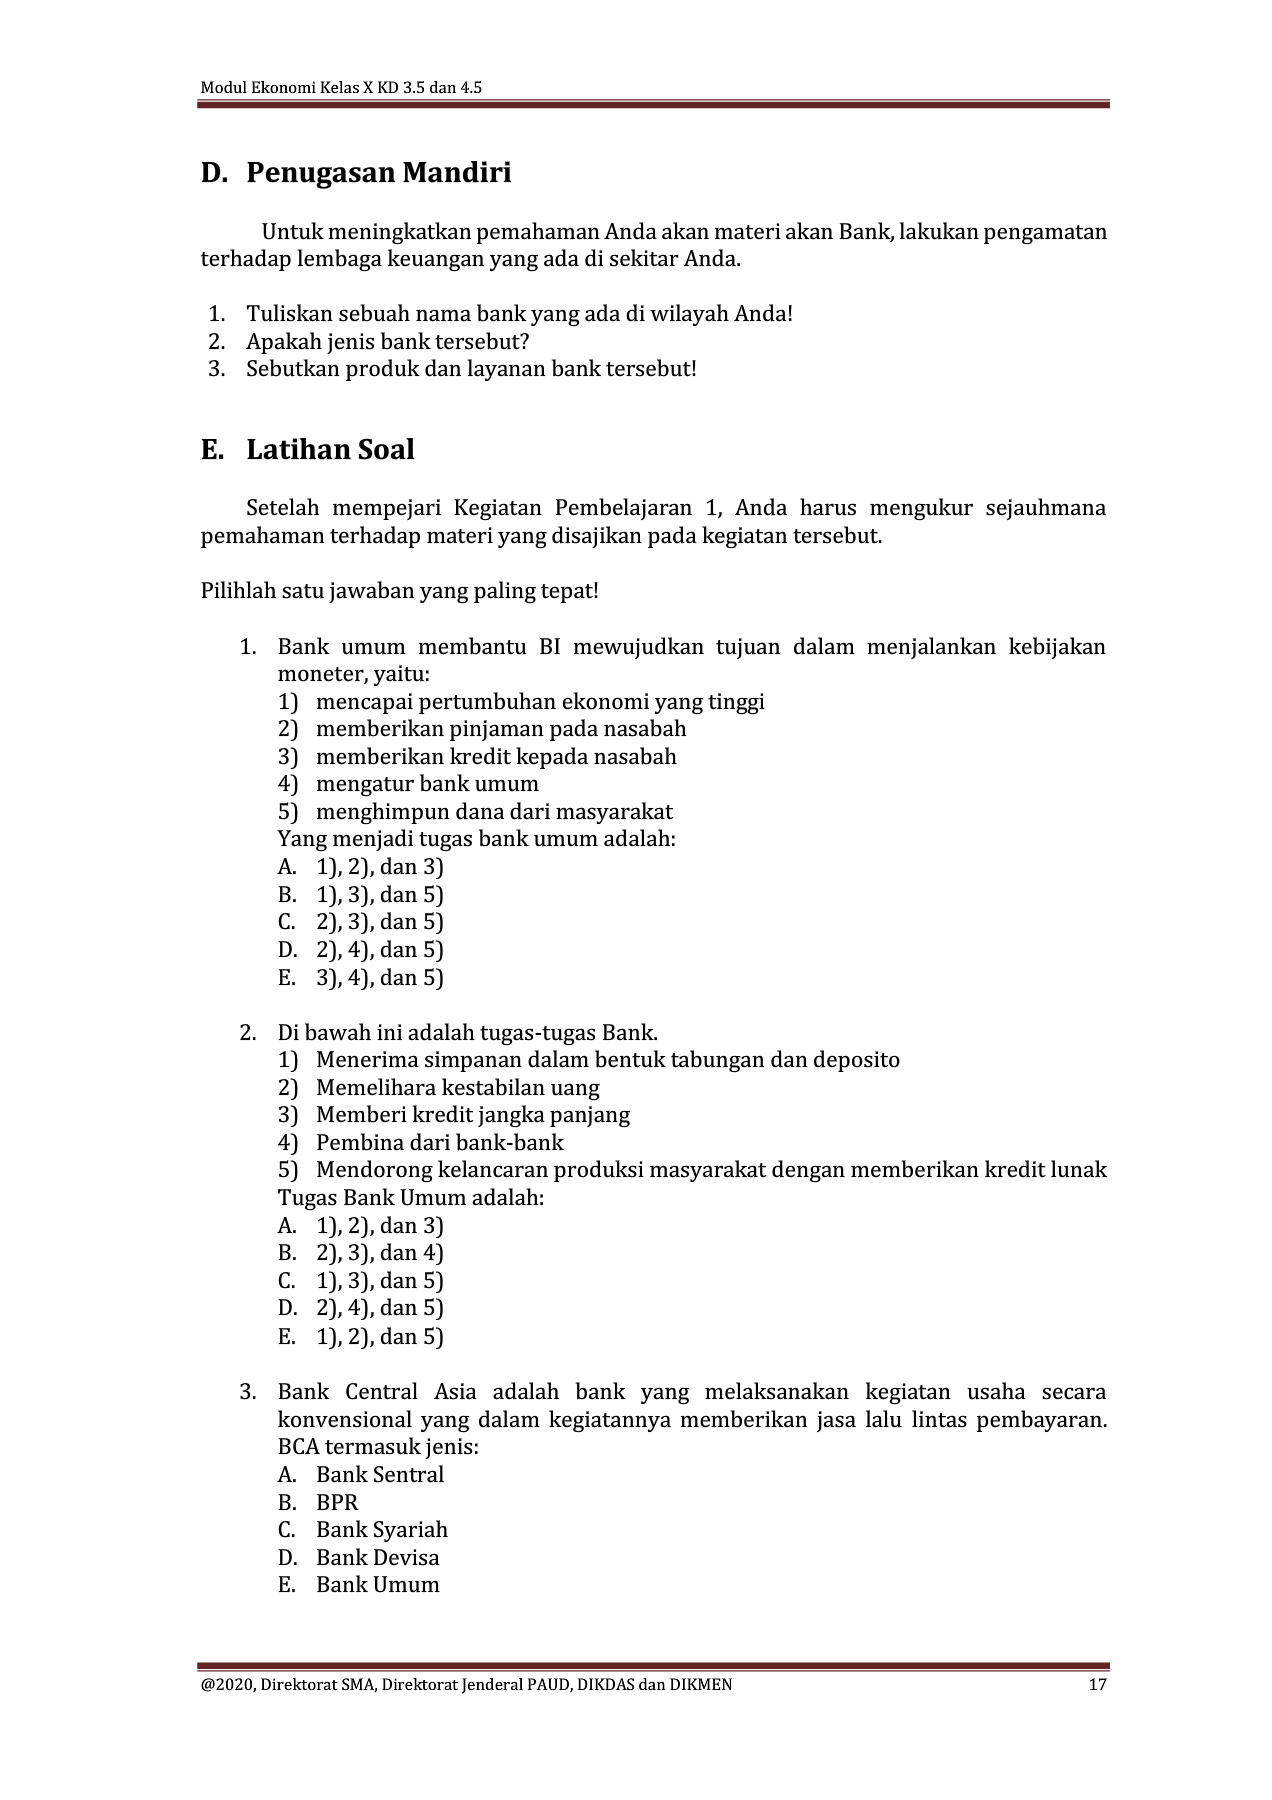 Modul Ekonomi Kelas X KD 3.5 dan 4.5
D. Penugasan Mandiri
Untuk meningkatkan pemahaman Anda akan materi akan Bank, lakukan pengamatan
terhadap lembaga keuangan yang ada di sekitar Anda.
1. Tuliskan sebuah nama bank yang ada di wilayah Anda!
2. Apakah jenis bank tersebut?
3. Sebutkan produk dan layanan bank tersebut!
E. Latihan Soal
Setelah mempejari Kegiatan Pembelajaran 1, Anda harus mengukur sejauhmana
pemahaman terhadap materi yang disajikan pada kegiatan tersebut.
Pilihlah satu jawaban yang paling tepat!
1. Bank umum membantu BI mewujudkan tujuan dalam menjalankan kebijakan
moneter, yaitu:
1) mencapai pertumbuhan ekonomi yang tinggi
2) memberikan pinjaman pada nasabah
3) memberikan kredit kepada nasabah
4) mengatur bank umum
5) menghimpun dana dari masyarakat
Yang menjadi tugas bank umum adalah:
A. 1), 2), dan 3)
B. 1), 3), dan 5)
C. 2), 3), dan 5)
D. 2), 4), dan 5)
E. 3), 4), dan 5)
2. Di bawah ini adalah tugas-tugas Bank.
1) Menerima simpanan dalam bentuk tabungan dan deposito
2) Memelihara kestabilan uang
3) Memberi kredit jangka panjang
4) Pembina dari bank-bank
5) Mendorong kelancaran produksi masyarakat dengan memberikan kredit lunak
Tugas Bank Umum adalah:
A. 1), 2), dan 3)
B. 2), 3), dan 4)
C. 1), 3), dan 5)
D. 2), 4), dan 5)
E. 1), 2), dan 5)
3. Bank Central Asia adalah bank yang melaksanakan kegiatan usaha secara
konvensional yang dalam kegiatannya memberikan jasa lalu lintas pembayaran.
BCA termasuk jenis:
A. Bank Sentral
B. BPR
C. Bank Syariah
D. Bank Devisa
E. Bank Umum
@2020, Direktorat SMA, Direktorat Jenderal PAUD, DIKDAS dan DIKMEN 17